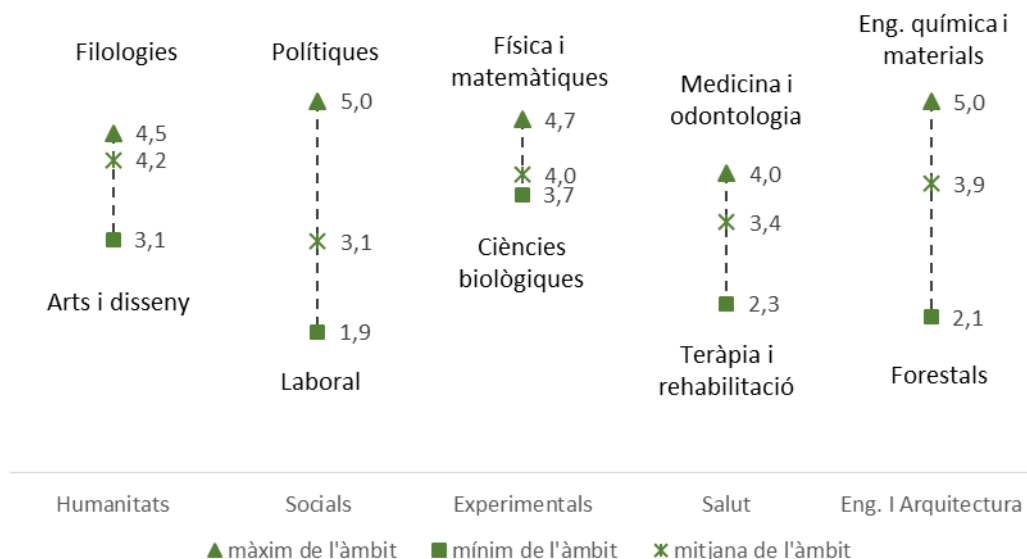 Filologies
4,5
4,2
3,1
Arts i disseny
Polítiques
5,0
3,1
1,9
Laboral
Física i
matemàtiques
4,7
4,0
3,7
Ciències
biològiques
Medicina i
odontologia
4,0
3,4
2,3
Teràpia i
rehabilitació
Eng. química i
materials
5,0
3,9
2,1
Forestals
Humanitats
Socials
Experimentals
Salut
Eng. I Arquitectura
màxim de l'àmbit
mínim de l'àmbit
mitjana de l'àmbit